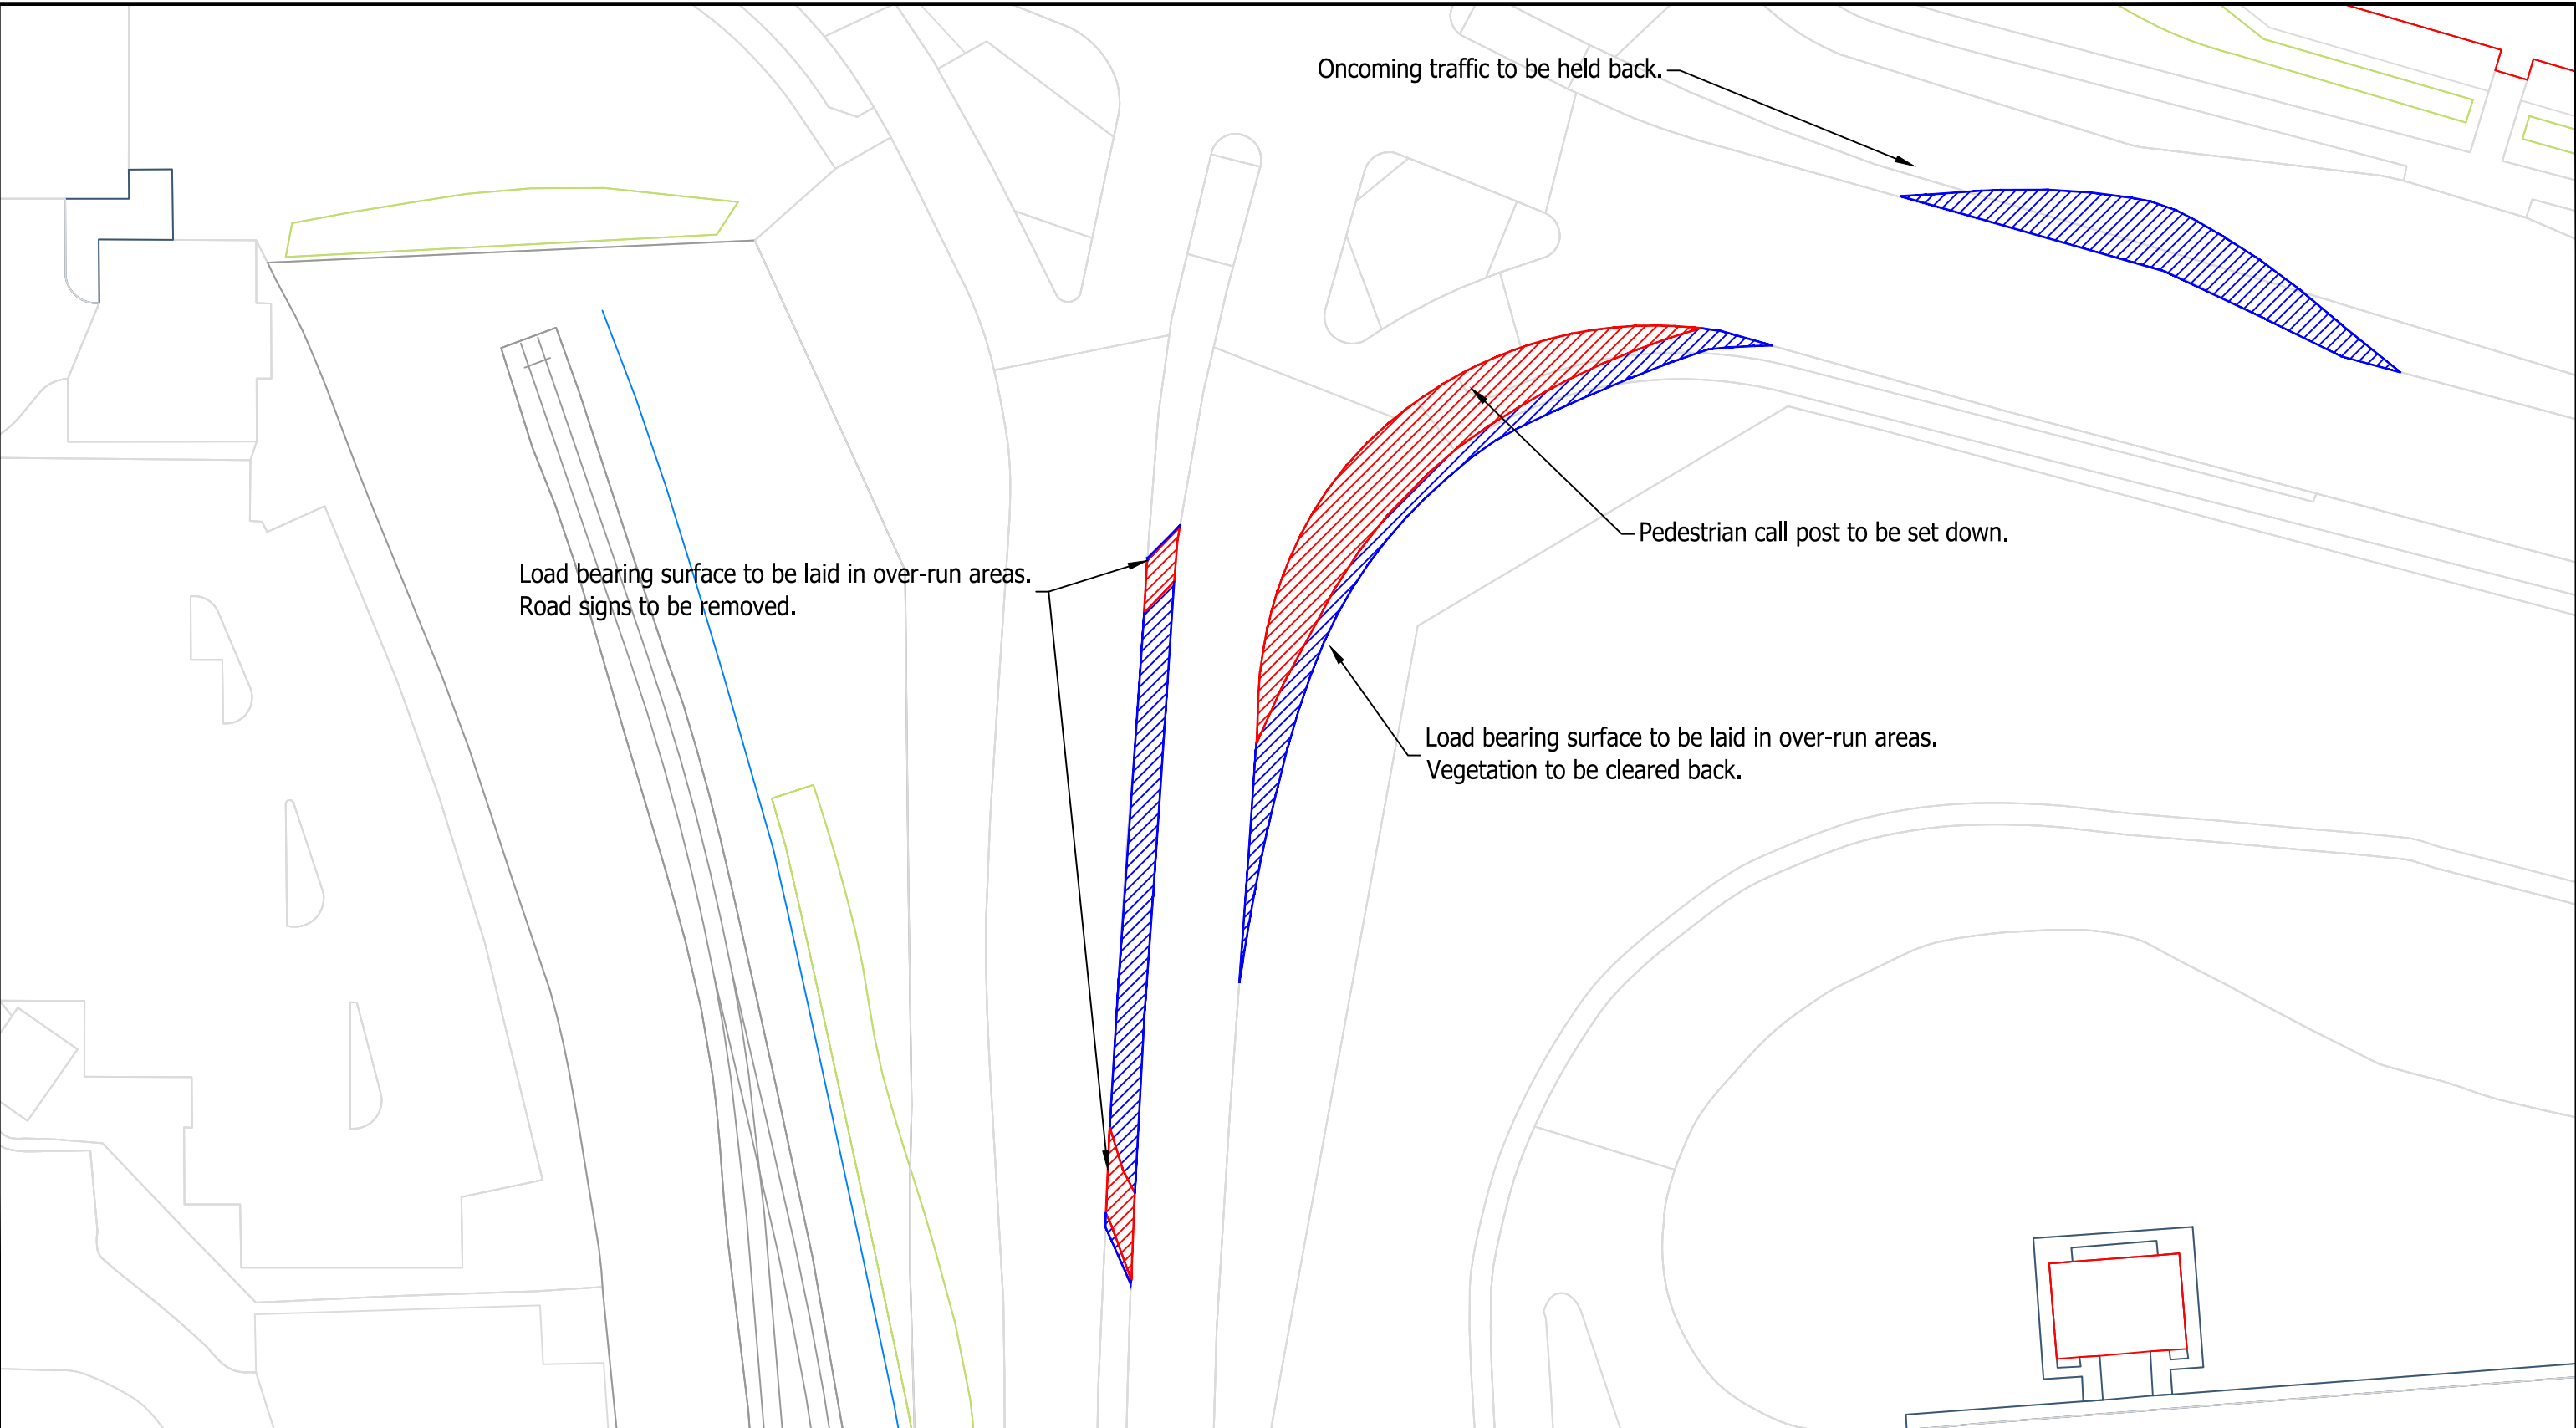 Oncoming traffic to be held back.
Pedestrian call post to be set down.
Load bearing surface to be laid in over-run areas.
Road signs to be removed.
Load bearing surface to be laid in over-run areas.
Vegetation to be cleared back.